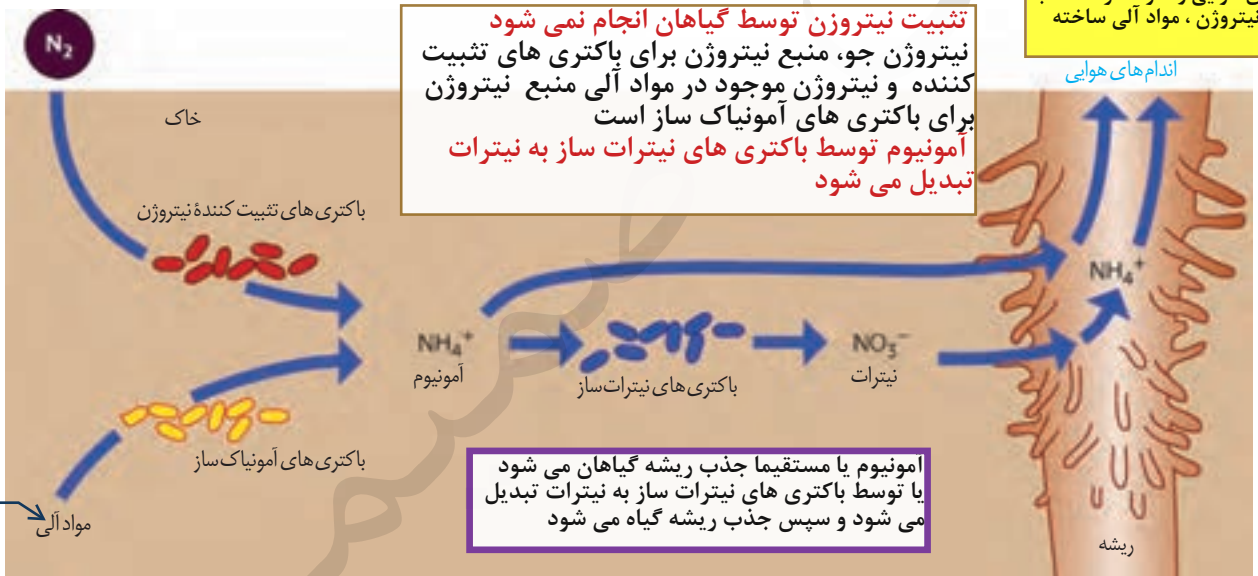 نیتروژن ، مواد آلی ساخته
اندام‌های هوایی
تثبیت نیتروژن توسط گیاهان انجام نمی شود
نیتروژن جو، منبع نیتروژن برای باکتری های تثبیت
کننده و نیتروژن موجود در مواد آلی منبع نیتروژن
برای باکتری های آمونیاک ساز است
آمونیوم توسط باکتری های نیترات ساز به نیترات
تبدیل می شود
N₂
خاک
باکتری‌های تثبیت کنندهٔ نیتروژن
NH₄⁺
آمونیوم
باکتری‌های نیترات‌ساز
NO₃⁻
نیترات
NH₄⁺
باکتری‌های آمونیاک‌ساز
مواد آلی
آمونیوم یا مستقیما جذب ریشه گیاهان می شود
یا توسط باکتری های نیترات ساز به نیترات تبدیل
می شود و سپس جذب ریشه گیاه می شود
ریشه